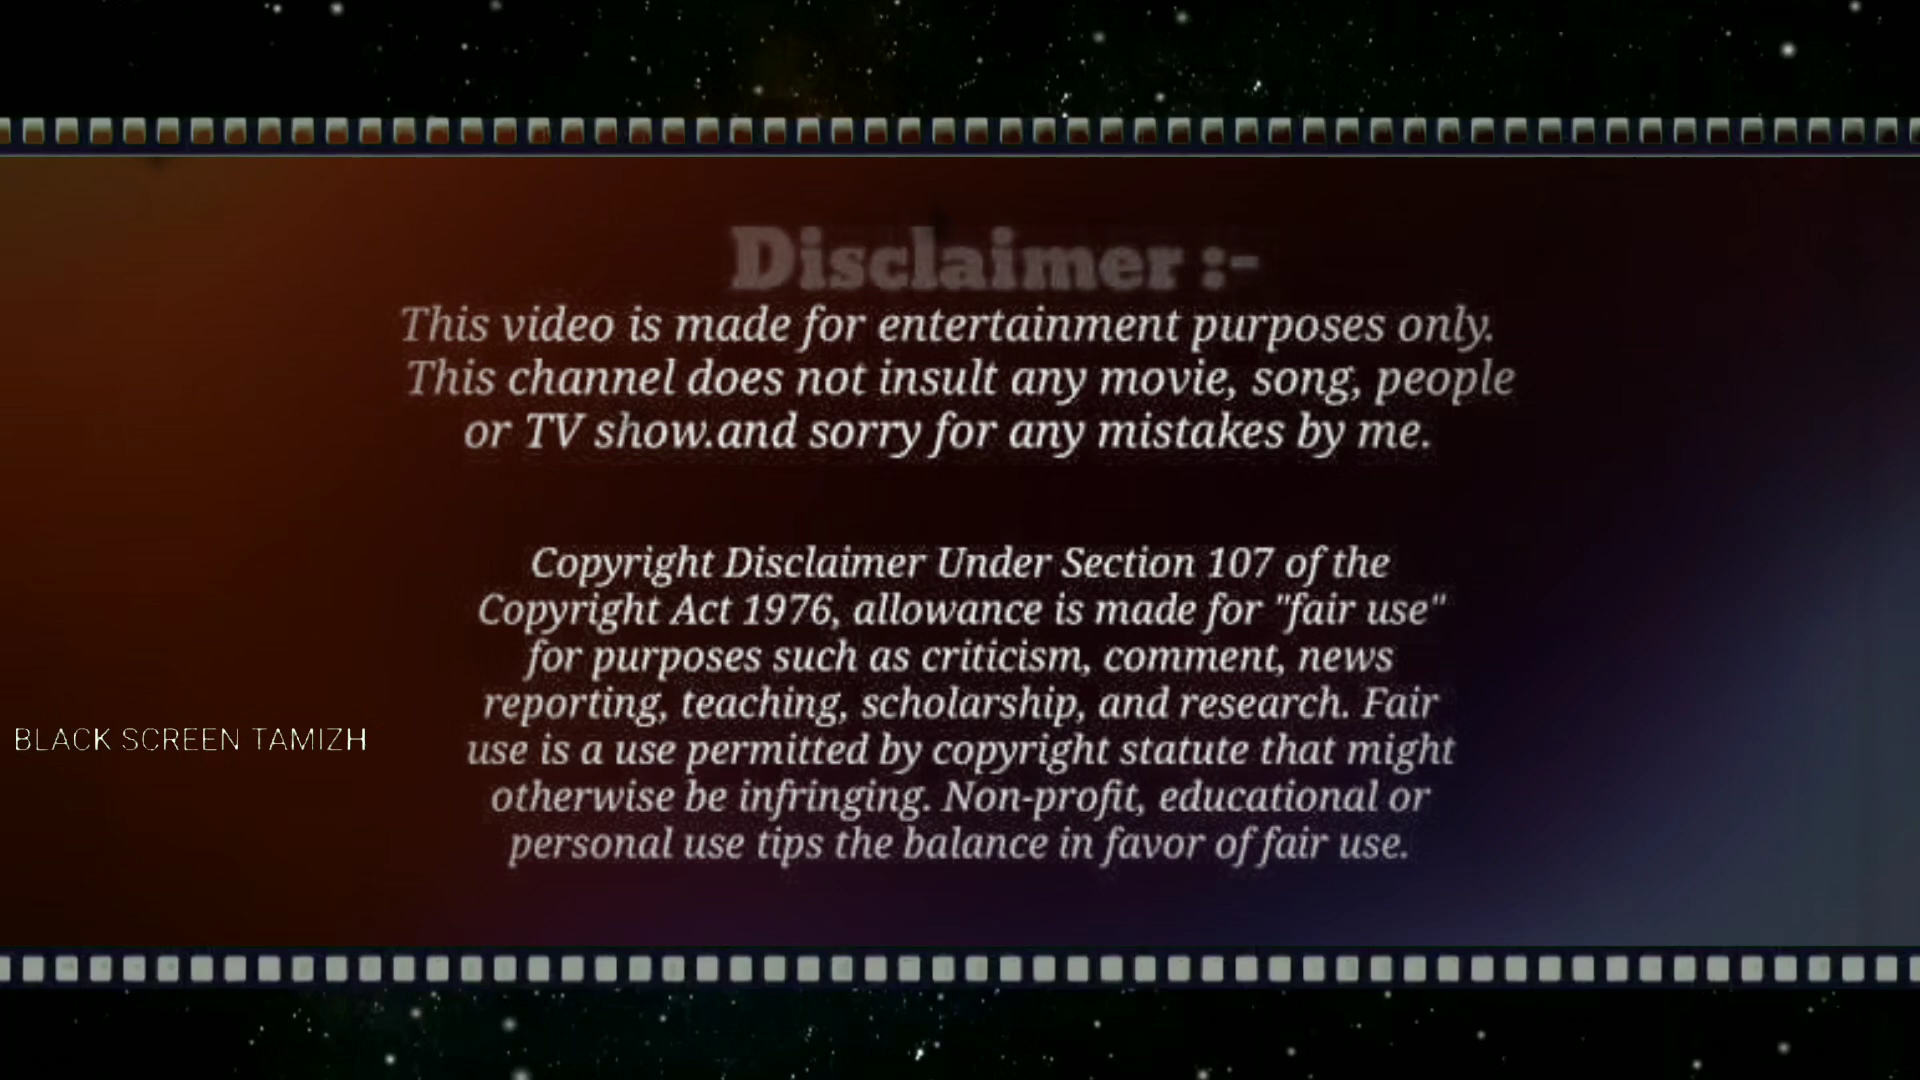 Disclaimer :-
This video is made for entertainment purposes only.
This channel does not insult any movie, song, people
or TV show.and sorry for any mistakes by me.
Copyright Disclaimer Under Section 107 of the
Copyright Act 1976, allowance is made for "fair use"
for purposes such as criticism, comment, news
reporting, teaching, scholarship, and research. Fair
use is a use permitted by copyright statute that might
otherwise be infringing. Non-profit, educational or
personal use tips the balance in favor of fair use.
BLACK SCREEN TAMIZH